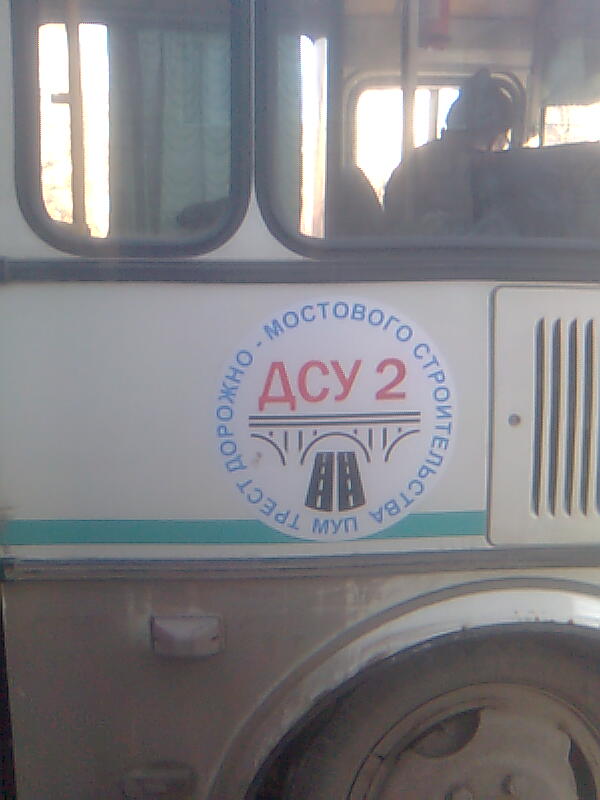 МУП ТРЕСТ ДОРОЖНО - МОСТОВОГО СТРОИТЕЛЬСТВА
ДСУ 2